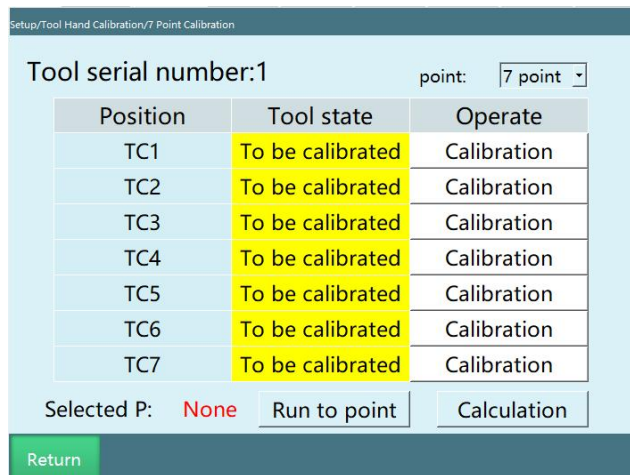 Setup/Tool Hand Calibration/7 Point Calibration
Tool serial number:1 point: 7 point
Position Tool state Operate
TC1 To be calibrated Calibration
TC2 To be calibrated Calibration
TC3 To be calibrated Calibration
TC4 To be calibrated Calibration
TC5 To be calibrated Calibration
TC6 To be calibrated Calibration
TC7 To be calibrated Calibration
Selected P: None Run to point Calculation
Return